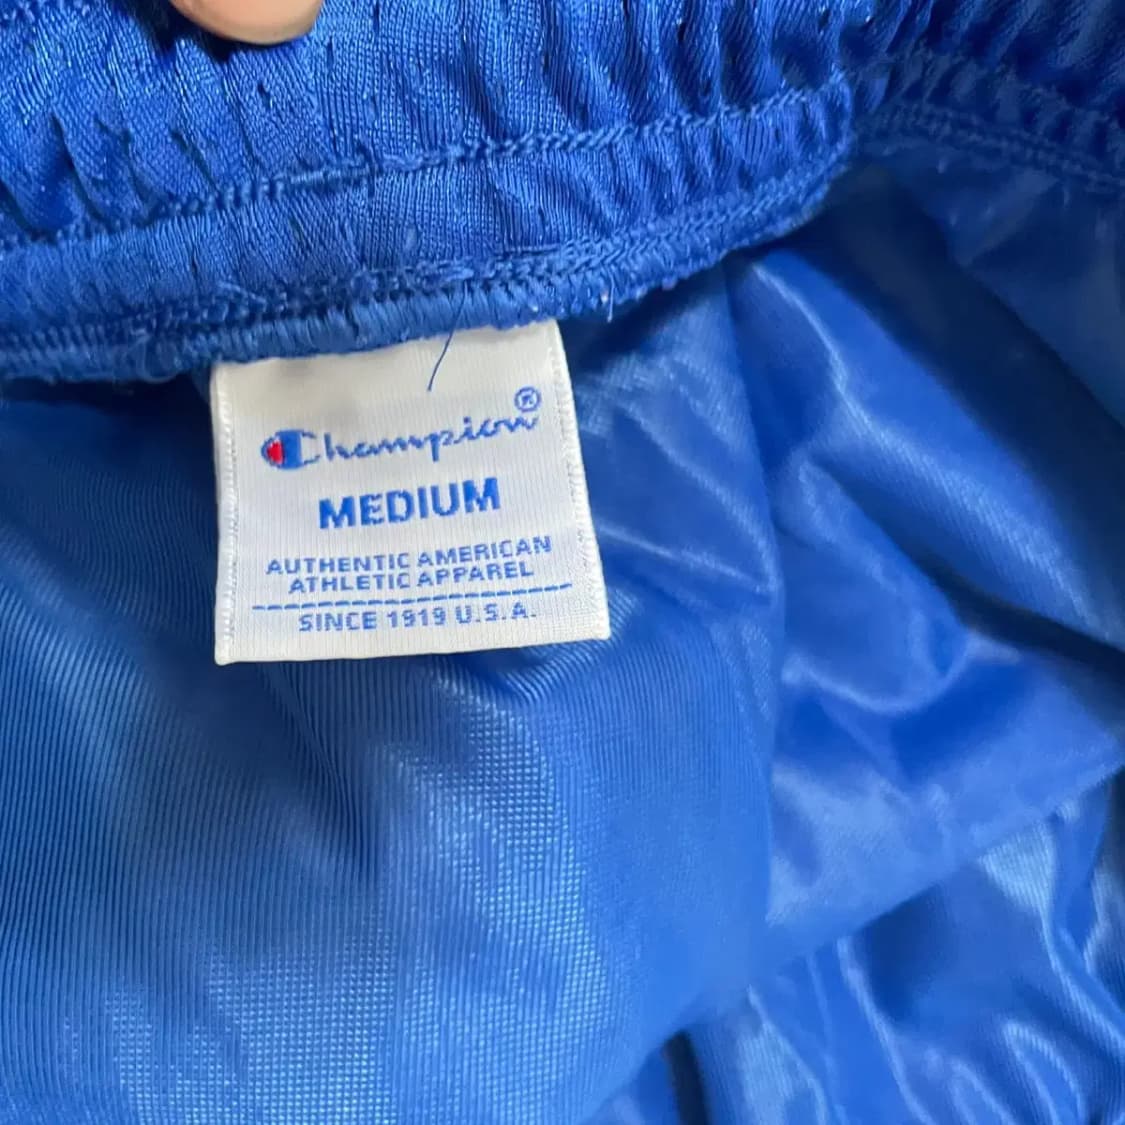 Champion®
MEDIUM
AUTHENTIC AMERICAN
ATHLETIC APPAREL
SINCE 1919 U.S.A.